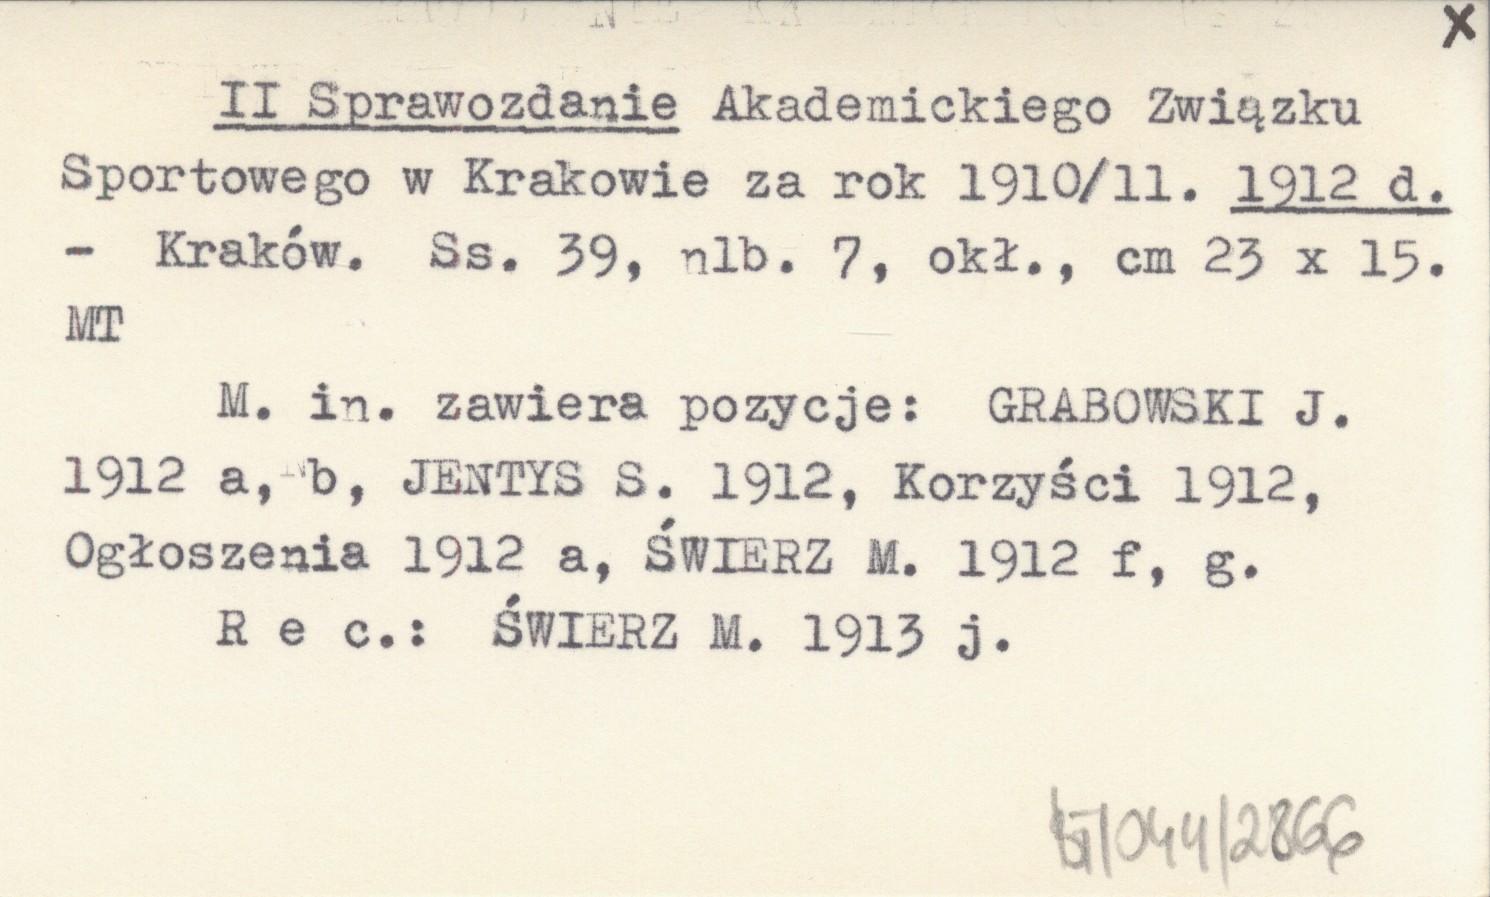 x
II Sprawozdanie Akademickiego Związku
Sportowego w Krakowie za rok 1910/11. 1912 d.
- Kraków. Ss. 39, nlb. 7, okł., cm 23 x 15.
MT
M. in. zawiera pozycje: GRABOWSKI J.
1912 a, b, JENTYS S. 1912, Korzyści 1912,
Ogłoszenia 1912 a, ŚWIERZ M. 1912 f, g.
R e c.: ŚWIERZ M. 1913 j.
/044/2866